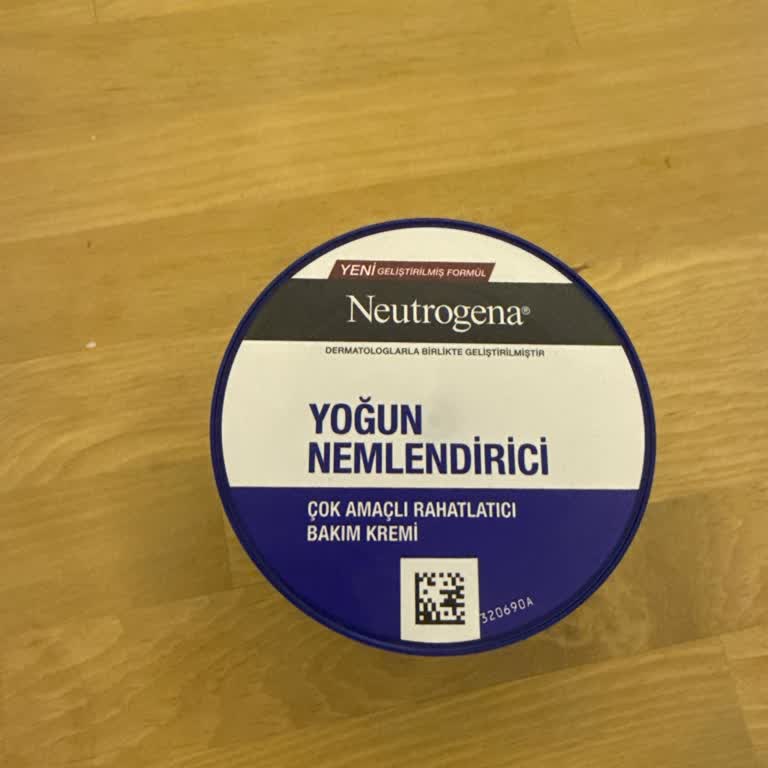 YENİ GELİŞTİRİLMİŞ FORMÜL
Neutrogena®
DERMATOLOGLARLA BİRLİKTE GELİŞTİRİLMİŞTİR
YOĞUN
NEMLENDİRİCİ
ÇOK AMAÇLI RAHATLATICI
BAKIM KREMİ
320690A